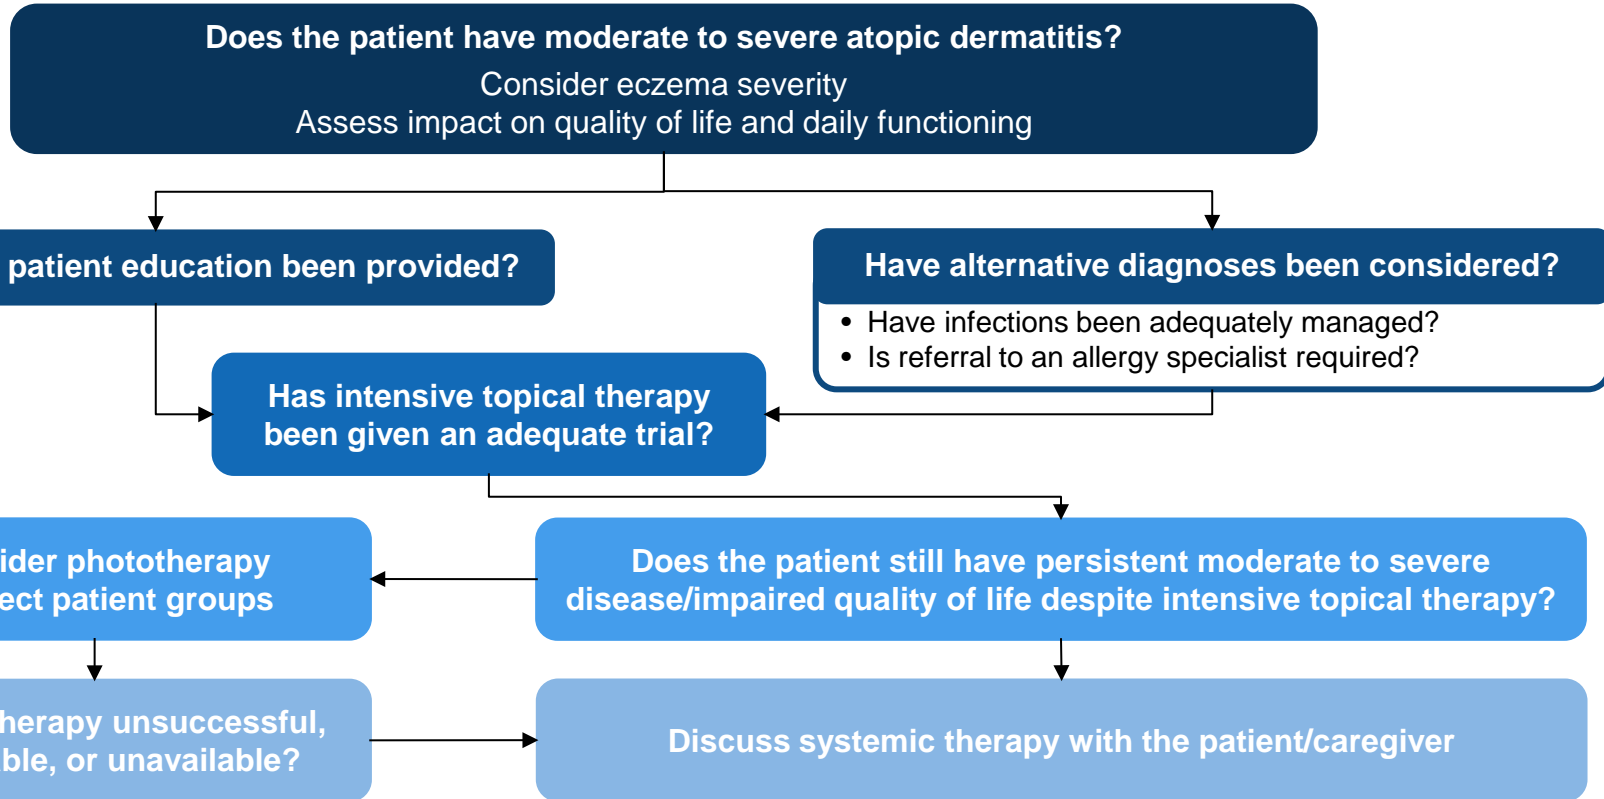 Does the patient have moderate to severe atopic dermatitis?
Consider eczema severity
Assess impact on quality of life and daily functioning
patient education been provided?
Have alternative diagnoses been considered?
• Have infections been adequately managed?
• Is referral to an allergy specialist required?
Has intensive topical therapy
been given an adequate trial?
phototherapy
patient groups
Does the patient still have persistent moderate to severe
disease/impaired quality of life despite intensive topical therapy?
unsuccessful,
or unavailable?
Discuss systemic therapy with the patient/caregiver